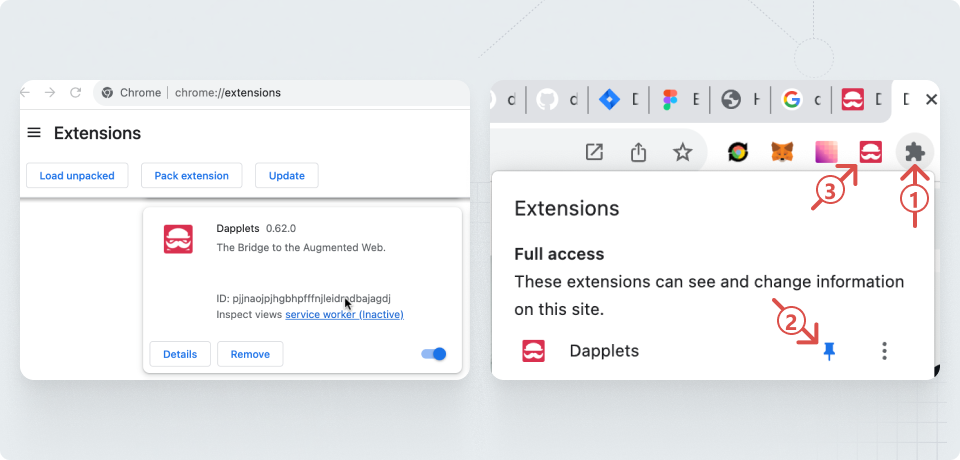 Chrome | chrome://extensions
Extensions
Load unpacked
Pack extension
Update
Dapplets 0.62.0
The Bridge to the Augmented Web.
Inspect views service worker (Inactive)
Details
Remove
d
d
D
E
H
c
D
D
3
1
Extensions
Full access
These extensions can see and change information
on this site.
2
Dapplets